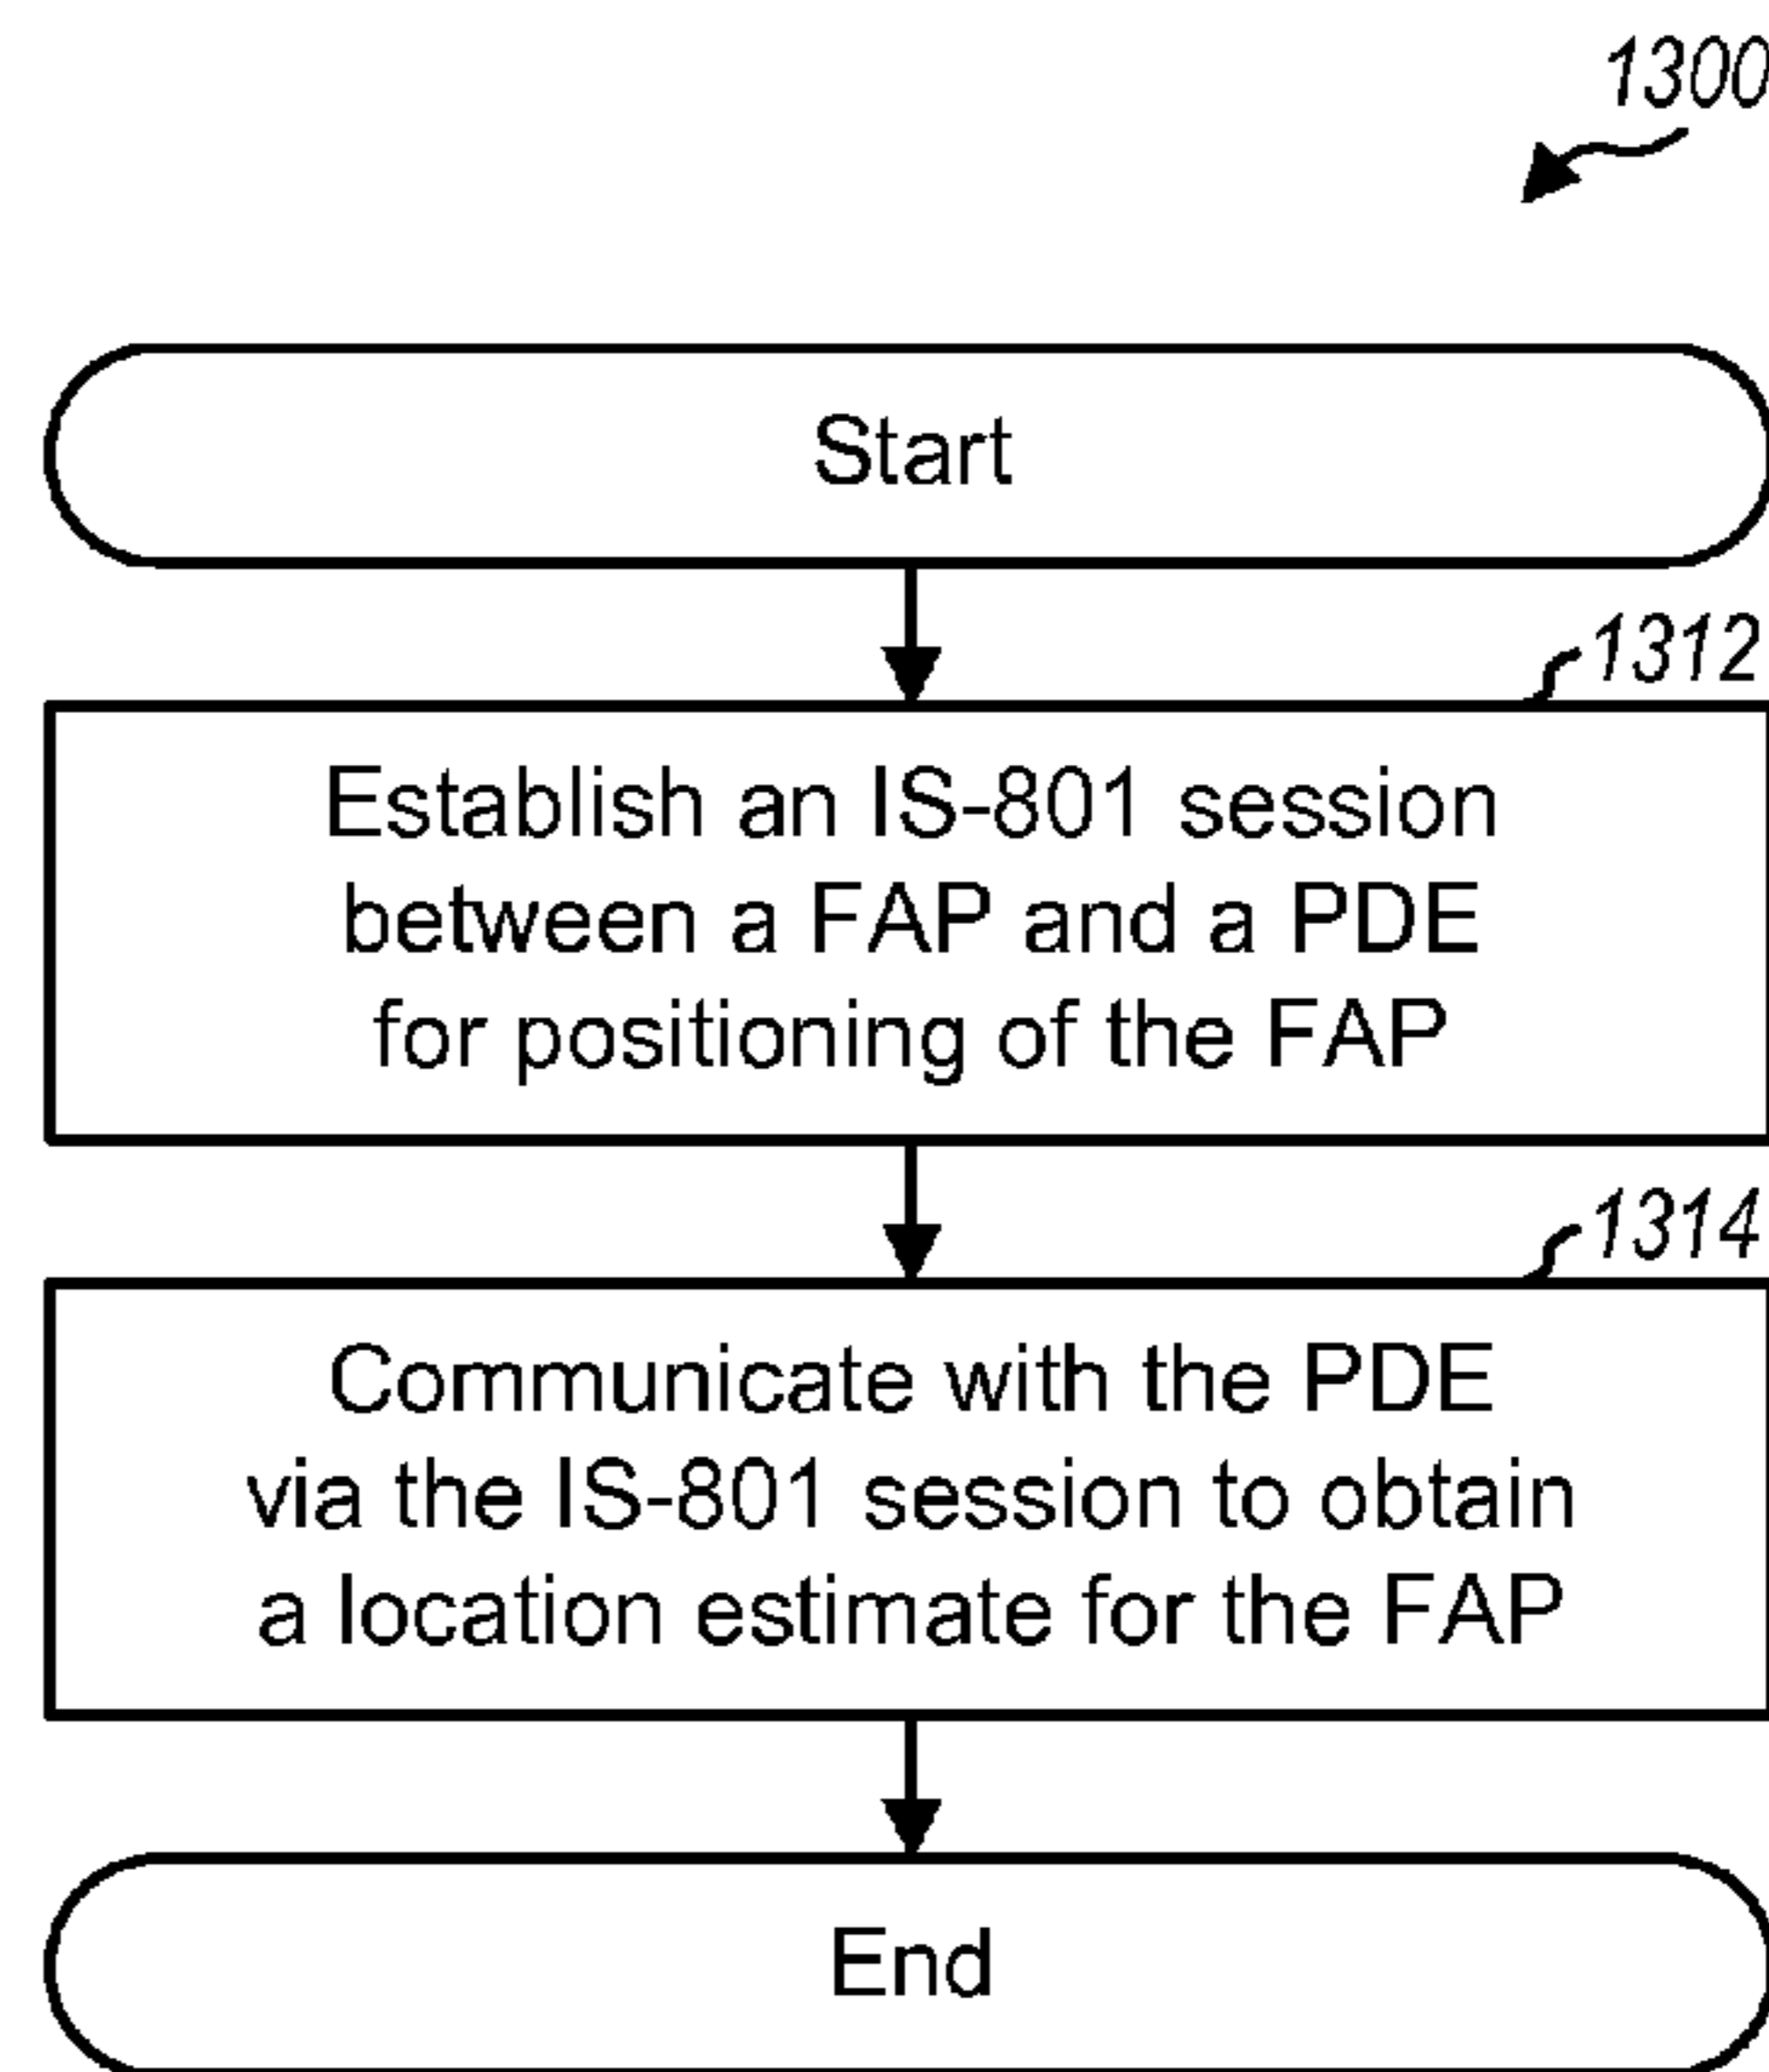 1300
Start
1312
Establish an IS-801 session
between a FAP and a PDE
for positioning of the FAP
1314
Communicate with the PDE
via the IS-801 session to obtain
a location estimate for the FAP
End